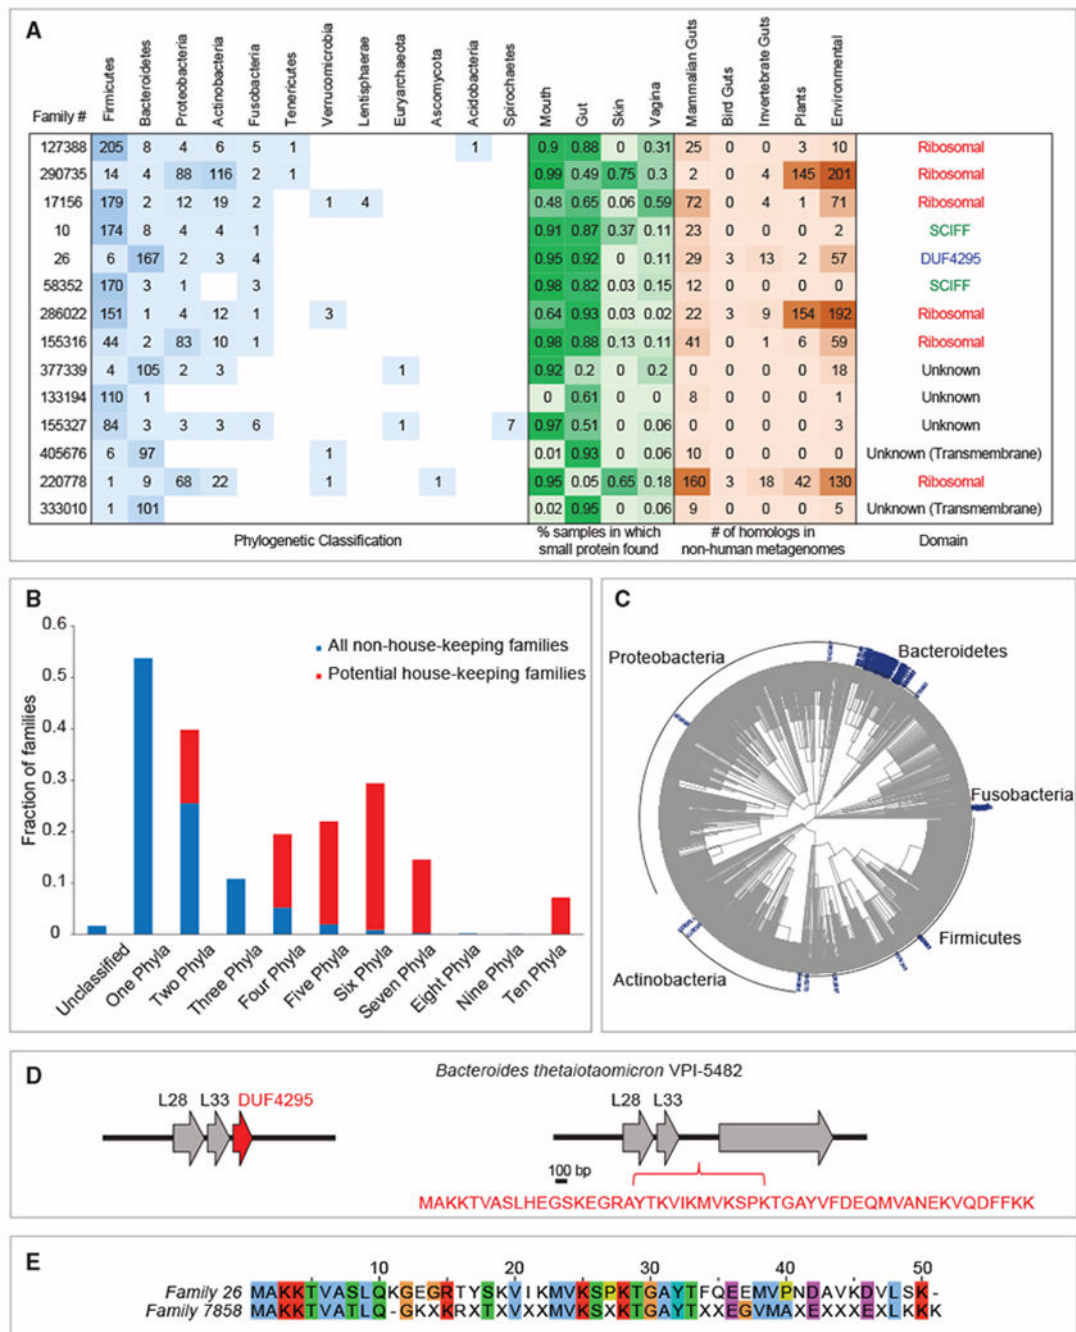 A
Family #
Firmicutes
Bacteroidetes
Proteobacteria
Actinobacteria
Fusobacteria
Tenericutes
Verrucomicrobia
Lentisphaerae
Euryarchaeota
Ascomycota
Acidobacteria
Spirochaetes
Mouth
Gut
Skin
Vagina
Mammalian Guts
Bird Guts
Invertebrate Guts
Plants
Environmental
127388 205 8 4 6 5 1 1 0.9 0.88 0 0.31 25 0 0 3 10 Ribosomal
290735 14 4 88 116 2 1 0.99 0.49 0.75 0.3 2 0 4 145 201 Ribosomal
17156 179 2 12 19 2 1 4 0.48 0.65 0.06 0.59 72 0 4 1 71 Ribosomal
10 174 8 4 4 1 0.91 0.87 0.37 0.11 23 0 0 0 2 SCIFF
26 6 167 2 3 4 0.95 0.92 0 0.11 29 3 13 2 57 DUF4295
58352 170 3 1 3 0.98 0.82 0.03 0.15 12 0 0 0 0 SCIFF
286022 151 1 4 12 1 3 0.64 0.93 0.03 0.02 22 3 9 154 192 Ribosomal
155316 44 2 83 10 1 0.98 0.88 0.13 0.11 41 0 1 6 59 Ribosomal
377339 4 105 2 3 1 0.92 0.2 0 0.2 0 0 0 0 18 Unknown
133194 110 1 0 0.61 0 0 8 0 0 0 1 Unknown
155327 84 3 3 3 6 1 7 0.97 0.51 0 0.06 0 0 0 0 3 Unknown
405676 6 97 1 0.01 0.93 0 0.06 10 0 0 0 0 Unknown (Transmembrane)
220778 1 9 68 22 1 1 0.95 0.05 0.65 0.18 160 3 18 42 130 Ribosomal
333010 1 101 0.02 0.95 0 0.06 9 0 0 0 5 Unknown (Transmembrane)
Phylogenetic Classification
% samples in which
small protein found
# of homologs in
non-human metagenomes
Domain
B
Fraction of families
0.6
0.5
0.4
0.3
0.2
0.1
0
All non-house-keeping families
Potential house-keeping families
Unclassified
One Phyla
Two Phyla
Three Phyla
Four Phyla
Five Phyla
Six Phyla
Seven Phyla
Eight Phyla
Nine Phyla
Ten Phyla
C
Proteobacteria
Bacteroidetes
Fusobacteria
Firmicutes
Actinobacteria
D
Bacteroides thetaiotaomicron VPI-5482
L28 L33 DUF4295
L28 L33
100 bp
MAKKTVASLHEGSKEGRAYTKVIKMVKSPKTGAYVFDEQMVANEKVQDFFKK
E
10 20 30 40 50
Family 26 MAKKTVASLQKGEGRTYSKVIKMVKSPKTGAYTFQEEMVPNDAVKDVLSK-
Family 7858 MAKKTVATLQ-GKXKRXTXVXXMVKSXKTGAYTXXEGVMAXEXXXEXLKK